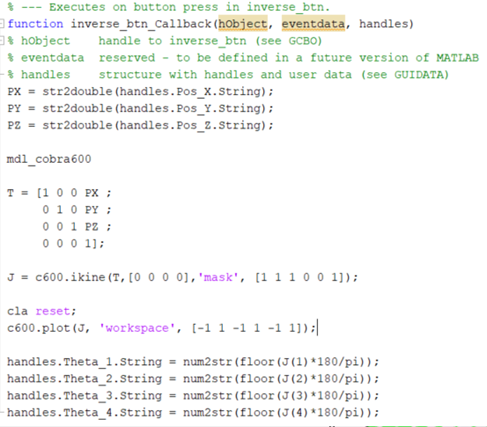 % --- Executes on button press in inverse_btn.
function inverse_btn_Callback(hObject, eventdata, handles)
% hObject    handle to inverse_btn (see GCBO)
% eventdata  reserved - to be defined in a future version of MATLAB
% handles    structure with handles and user data (see GUIDATA)
PX = str2double(handles.Pos_X.String);
PY = str2double(handles.Pos_Y.String);
PZ = str2double(handles.Pos_Z.String);
mdl_cobra600
T = [1 0 0 PX ;
0 1 0 PY ;
0 0 1 PZ ;
0 0 0 1];
J = c600.ikine(T,[0 0 0 0],'mask', [1 1 1 0 0 1]);
cla reset;
c600.plot(J, 'workspace', [-1 1 -1 1 -1 1]);
handles.Theta_1.String = num2str(floor(J(1)*180/pi));
handles.Theta_2.String = num2str(floor(J(2)*180/pi));
handles.Theta_3.String = num2str(floor(J(3)*180/pi));
handles.Theta_4.String = num2str(floor(J(4)*180/pi));